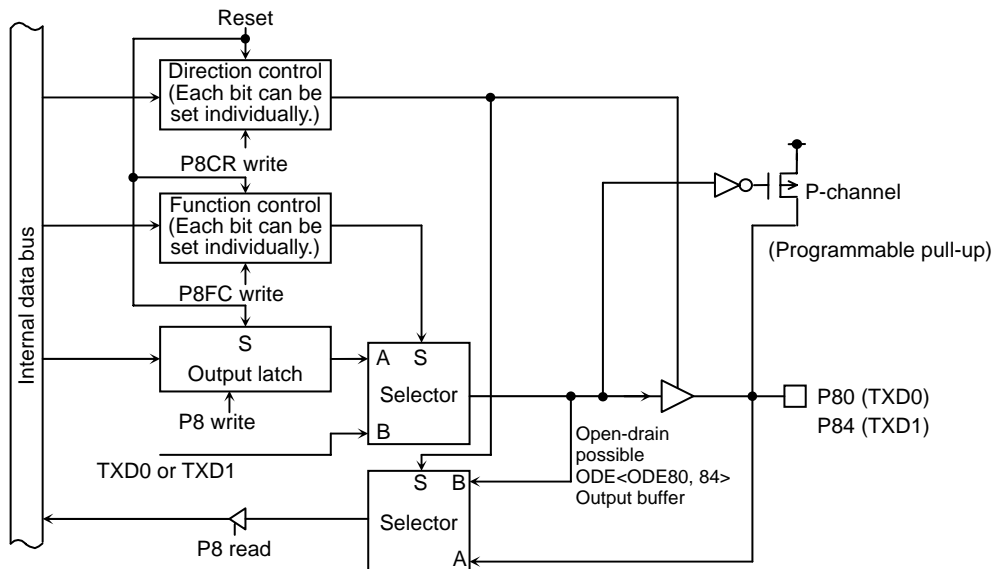 Reset
Direction control
(Each bit can be
set individually.)
P8CR write
Function control
(Each bit can be
set individually.)
P8FC write
Internal data bus
S
Output latch
P8 write
TXD0 or TXD1
A
S
Selector
B
P-channel
(Programmable pull-up)
P80 (TXD0)
P84 (TXD1)
Open-drain
possible
ODE<ODE80, 84>
Output buffer
S
B
Selector
A
P8 read